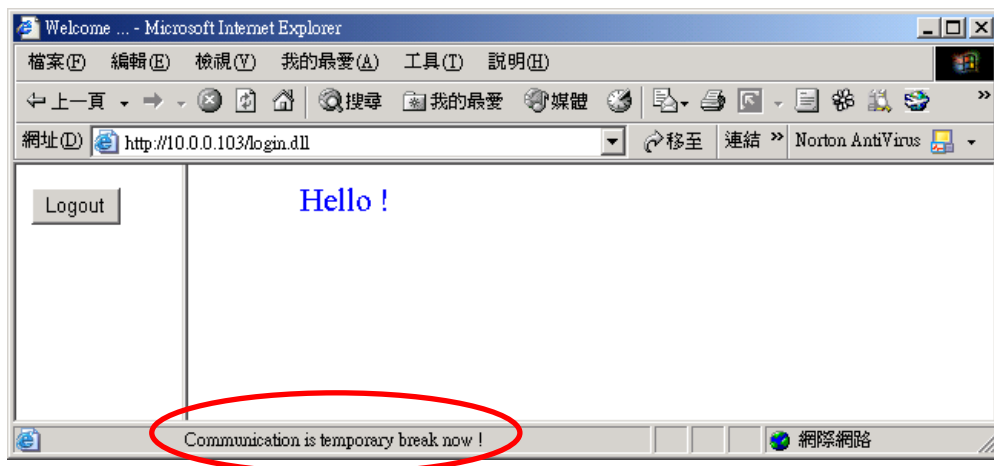 Welcome ... - Microsoft Internet Explorer
檔案(F) 編輯(E) 檢視(V) 我的最愛(A) 工具(T) 說明(H)
上一頁 搜尋 我的最愛 媒體 »
網址(D) http://10.0.0.103/login.dll 移至 連結 » Norton AntiVirus
Logout
Hello !
Communication is temporary break now ! 網際網路